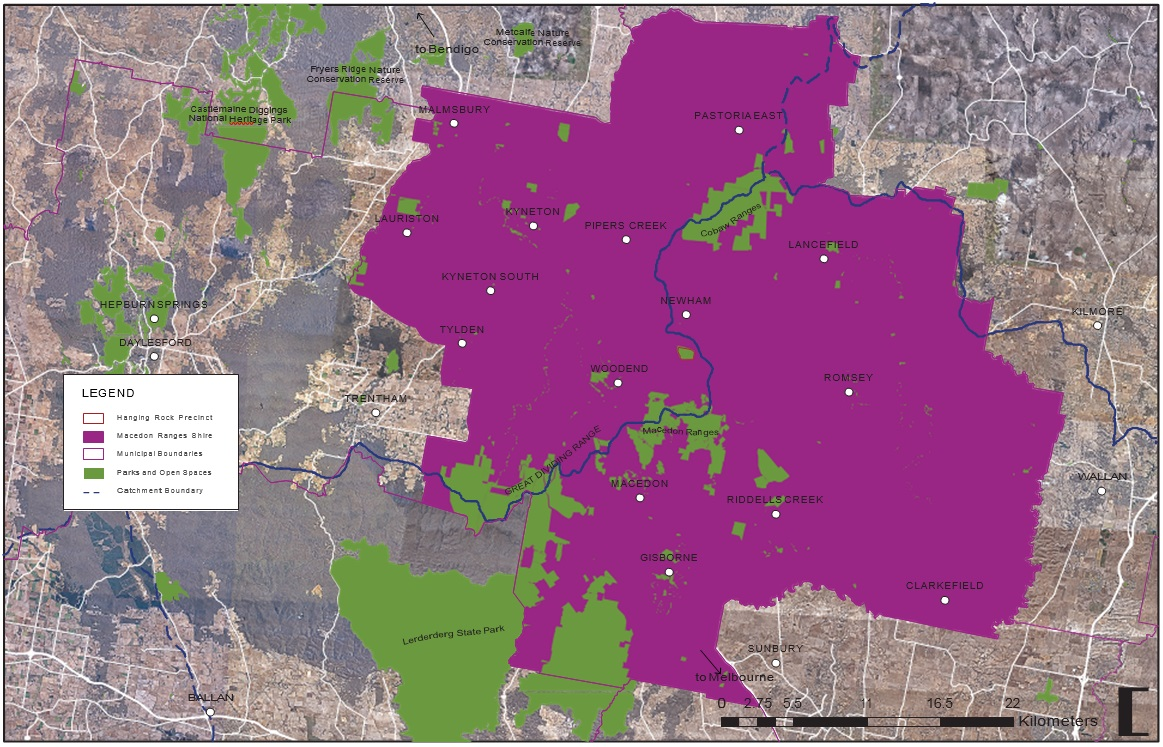 to Bendigo
Metcalfe Nature
Conservation Reserve
Fryers Ridge Nature
Conservation Reserve
Castlemaine Diggings
National Heritage Park
MALMSBURY
PASTORIA EAST
LAURISTON
KYNETON
PIPERS CREEK
Cobaw Ranges
LANCEFIELD
KYNETON SOUTH
HEPBURN SPRINGS
NEWHAM
KILMORE
DAYLESFORD
TYLDEN
WOODEND
ROMSEY
TRENTHAM
LEGEND
Hanging Rock Precinct
Macedon Ranges Shire
Municipal Boundaries
Parks and Open Spaces
Catchment Boundary
Macedon Ranges
GREAT DIVIDING RANGE
MACEDON
RIDDELLS CREEK
WALLAN
GISBORNE
CLARKEFIELD
Lerderderg State Park
SUNBURY
to Melbourne
BALLAN
0 2.75 5.5 11 16.5 22
Kilometers